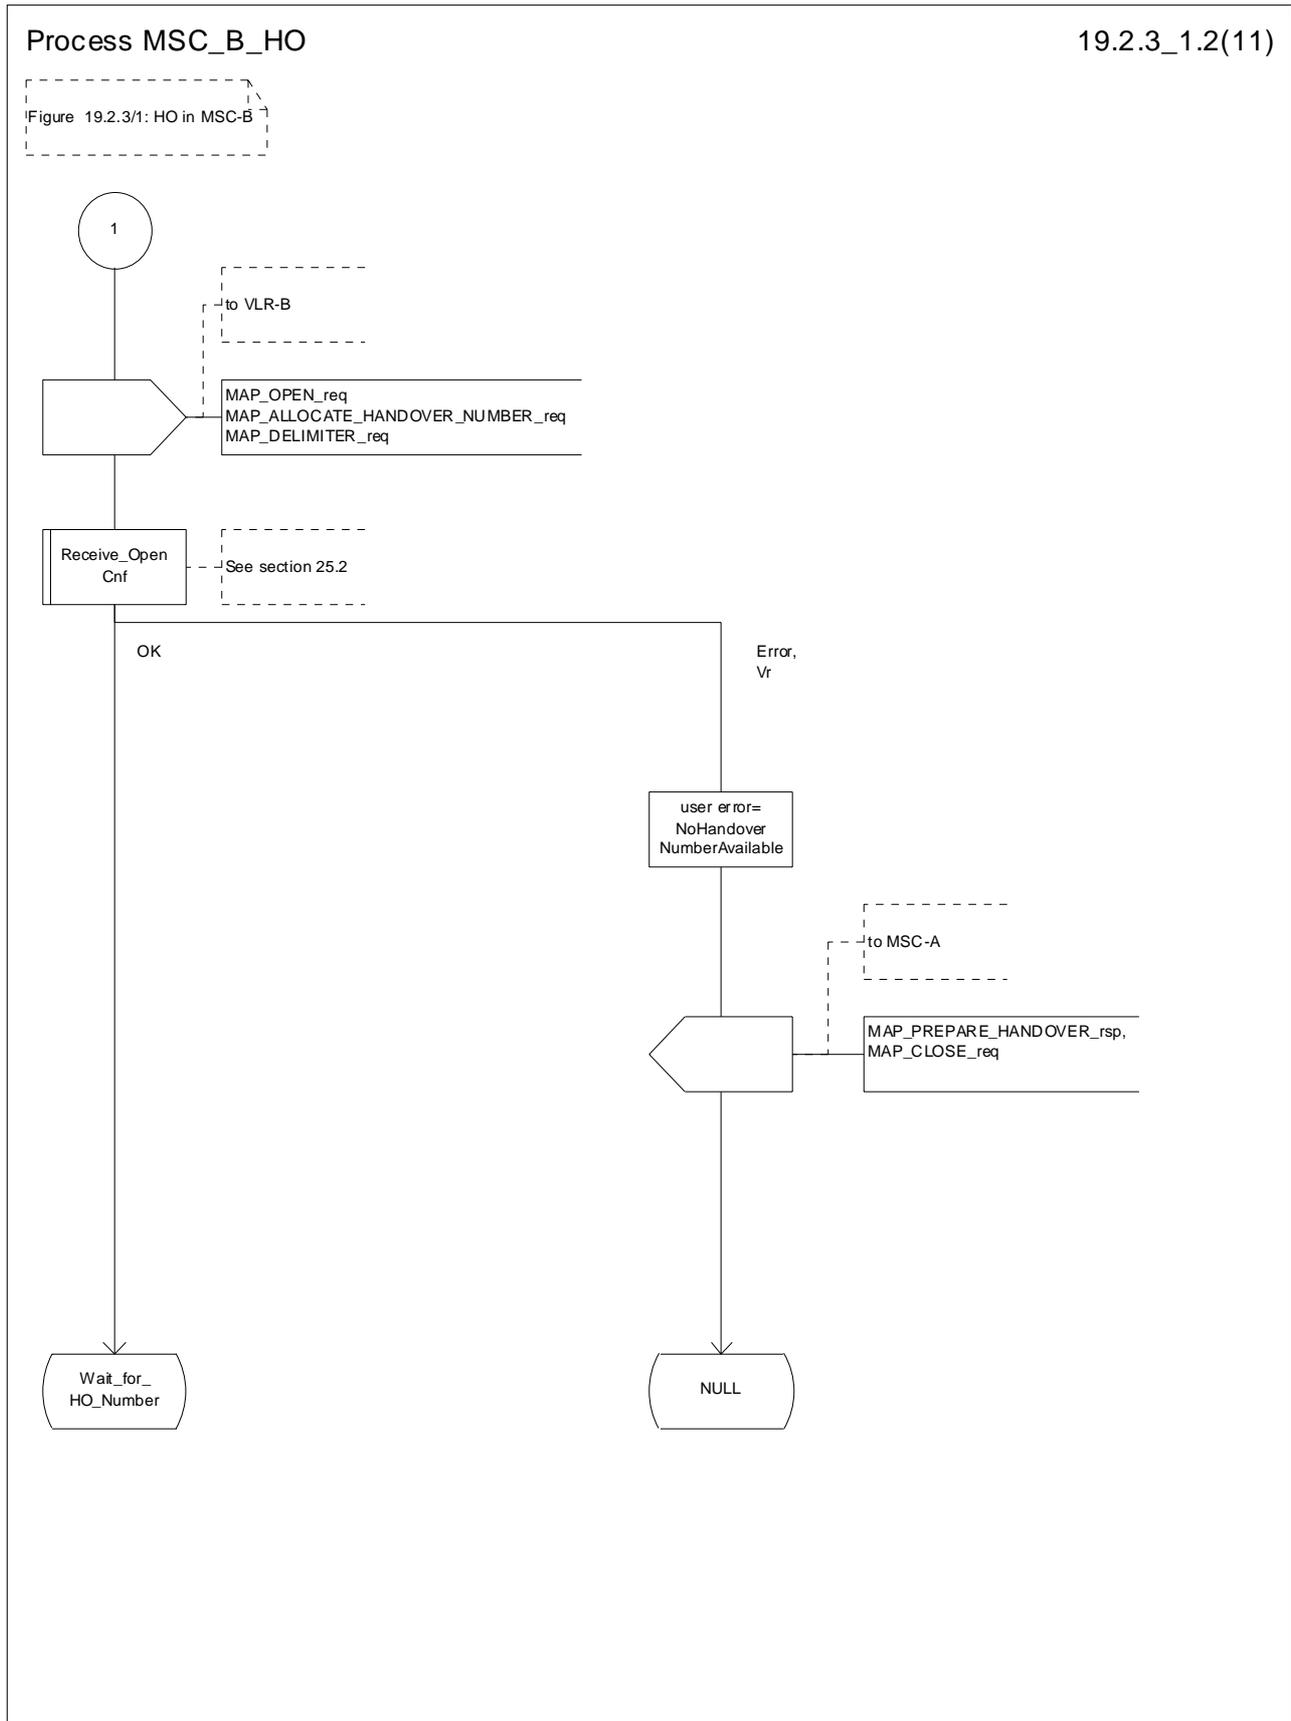 Process MSC_B_HO
19.2.3_1.2(11)
Figure 19.2.3/1: HO in MSC-B
1
to VLR-B
MAP_OPEN_req
MAP_ALLOCATE_HANDOVER_NUMBER_req
MAP_DELIMITER_req
Receive_Open
Cnf
See section 25.2
OK
Error,
Vr
user error=
NoHandover
NumberAvailable
to MSC-A
MAP_PREPARE_HANDOVER_rsp,
MAP_CLOSE_req
Wait_for_
HO_Number
NULL